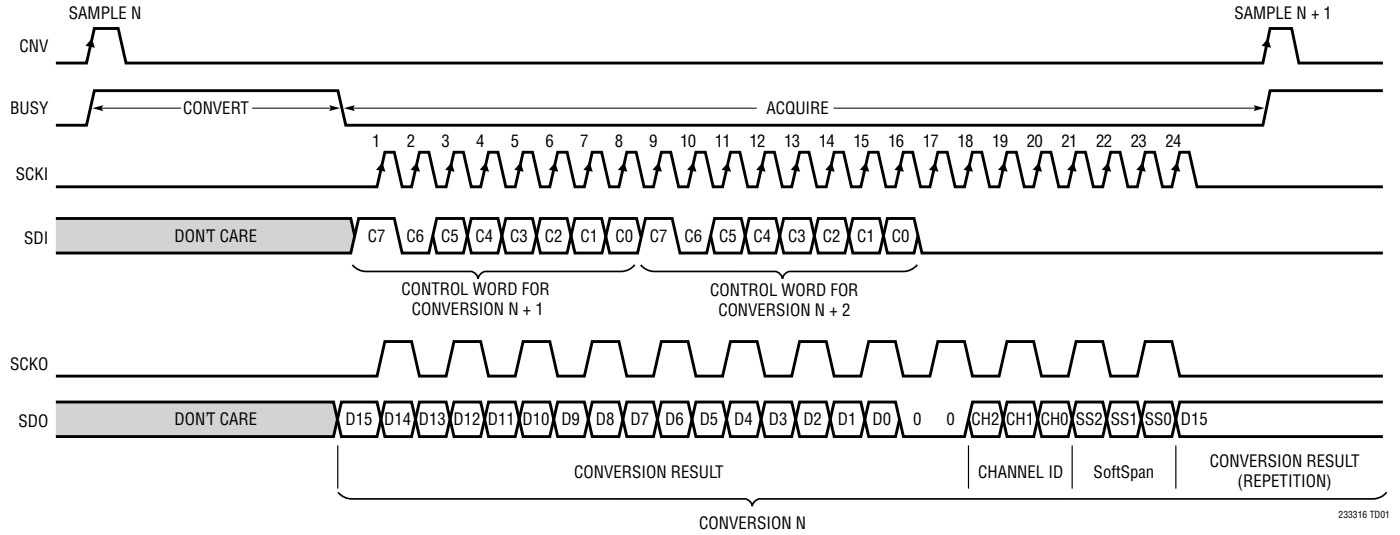 SAMPLE N SAMPLE N + 1
CNV
BUSY CONVERT ACQUIRE
1 2 3 4 5 6 7 8 9 10 11 12 13 14 15 16 17 18 19 20 21 22 23 24
SCKI
SDI DON'T CARE C7 C6 C5 C4 C3 C2 C1 C0 C7 C6 C5 C4 C3 C2 C1 C0
CONTROL WORD FOR
CONVERSION N + 1
CONTROL WORD FOR
CONVERSION N + 2
SCKO
SDO DON'T CARE D15 D14 D13 D12 D11 D10 D9 D8 D7 D6 D5 D4 D3 D2 D1 D0 0 0 CH2 CH1 CH0 SS2 SS1 SS0 D15
CONVERSION RESULT CHANNEL ID SoftSpan
CONVERSION RESULT
(REPETITION)
CONVERSION N
233316 TD01